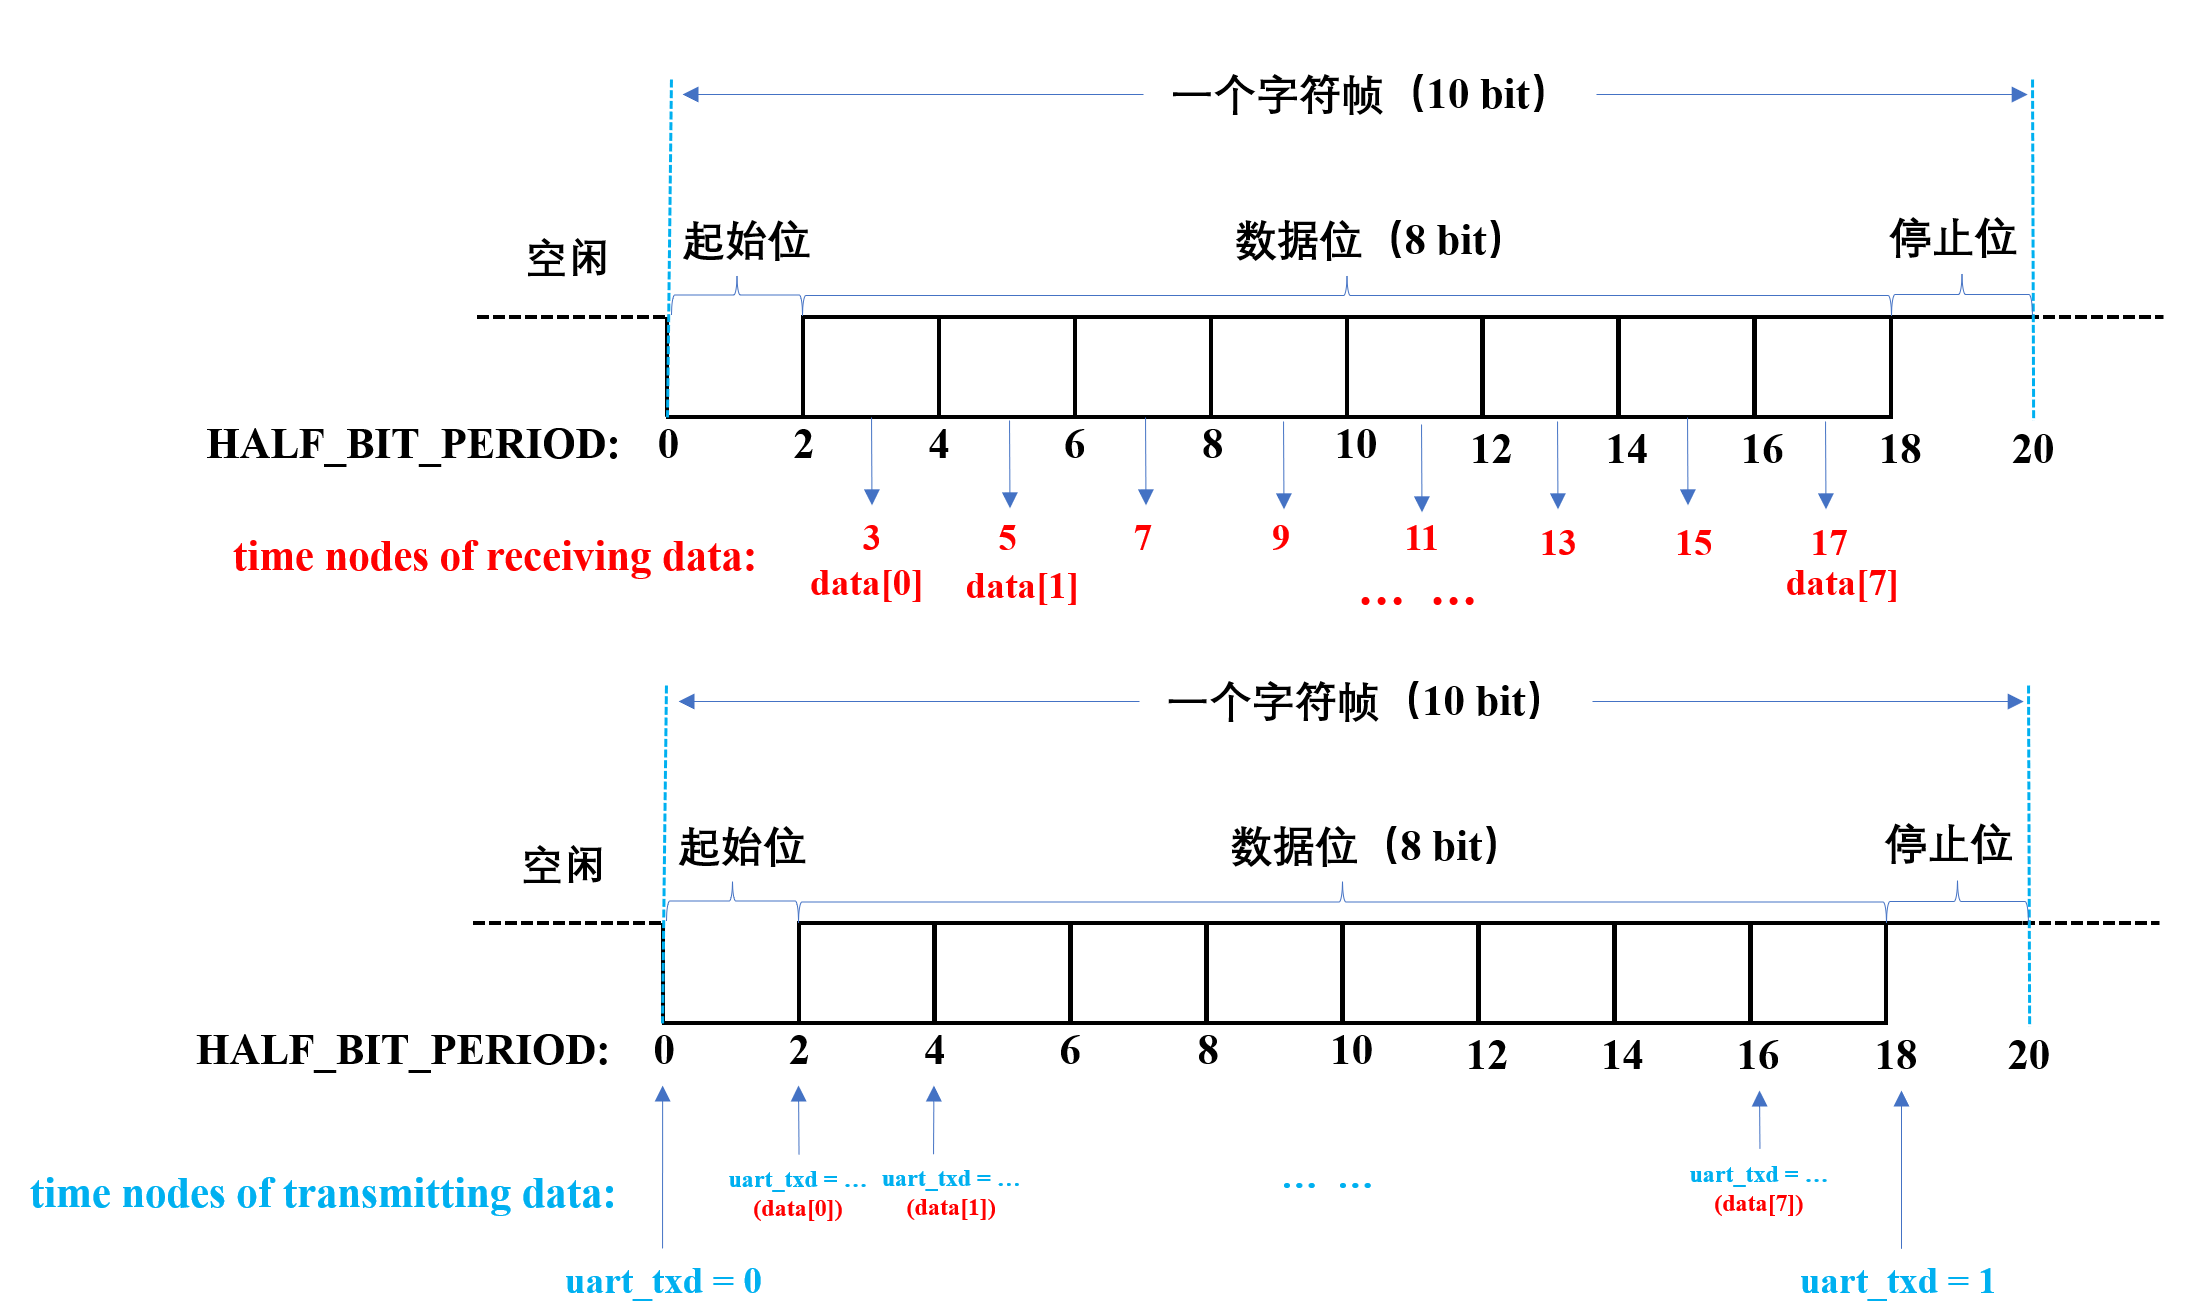 一个字符帧（10 bit）
空闲 起始位 数据位（8 bit） 停止位
HALF_BIT_PERIOD: 0 2 4 6 8 10 12 14 16 18 20
time nodes of receiving data: 3 5 7 9 11 13 15 17
data[0] data[1] … … data[7]
一个字符帧（10 bit）
空闲 起始位 数据位（8 bit） 停止位
HALF_BIT_PERIOD: 0 2 4 6 8 10 12 14 16 18 20
time nodes of transmitting data: uart_txd = … uart_txd = … … … uart_txd = …
(data[0]) (data[1]) (data[7])
uart_txd = 0 uart_txd = 1